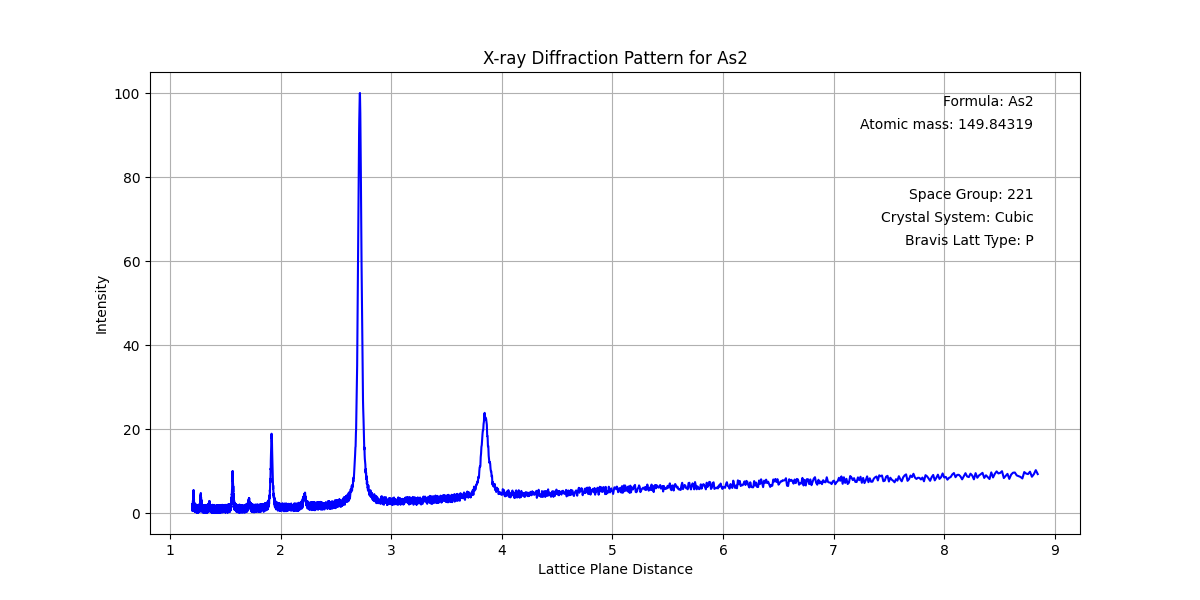 X-ray Diffraction Pattern for As2
Formula: As2
Atomic mass: 149.84319
Space Group: 221
Crystal System: Cubic
Bravis Latt Type: P
Intensity
100
80
60
40
20
0
1 2 3 4 5 6 7 8 9
Lattice Plane Distance